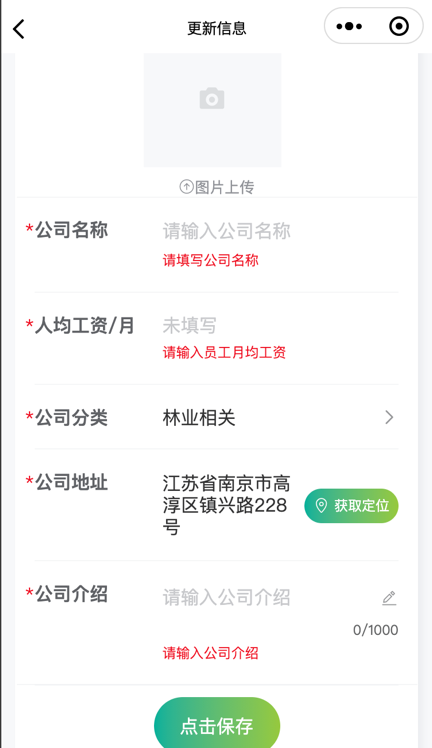 更新信息
图片上传
*公司名称
请输入公司名称
请填写公司名称
*人均工资/月
未填写
请输入员工月均工资
*公司分类
林业相关
*公司地址
江苏省南京市高
淳区镇兴路228
号
获取定位
*公司介绍
请输入公司介绍
0/1000
请输入公司介绍
点击保存